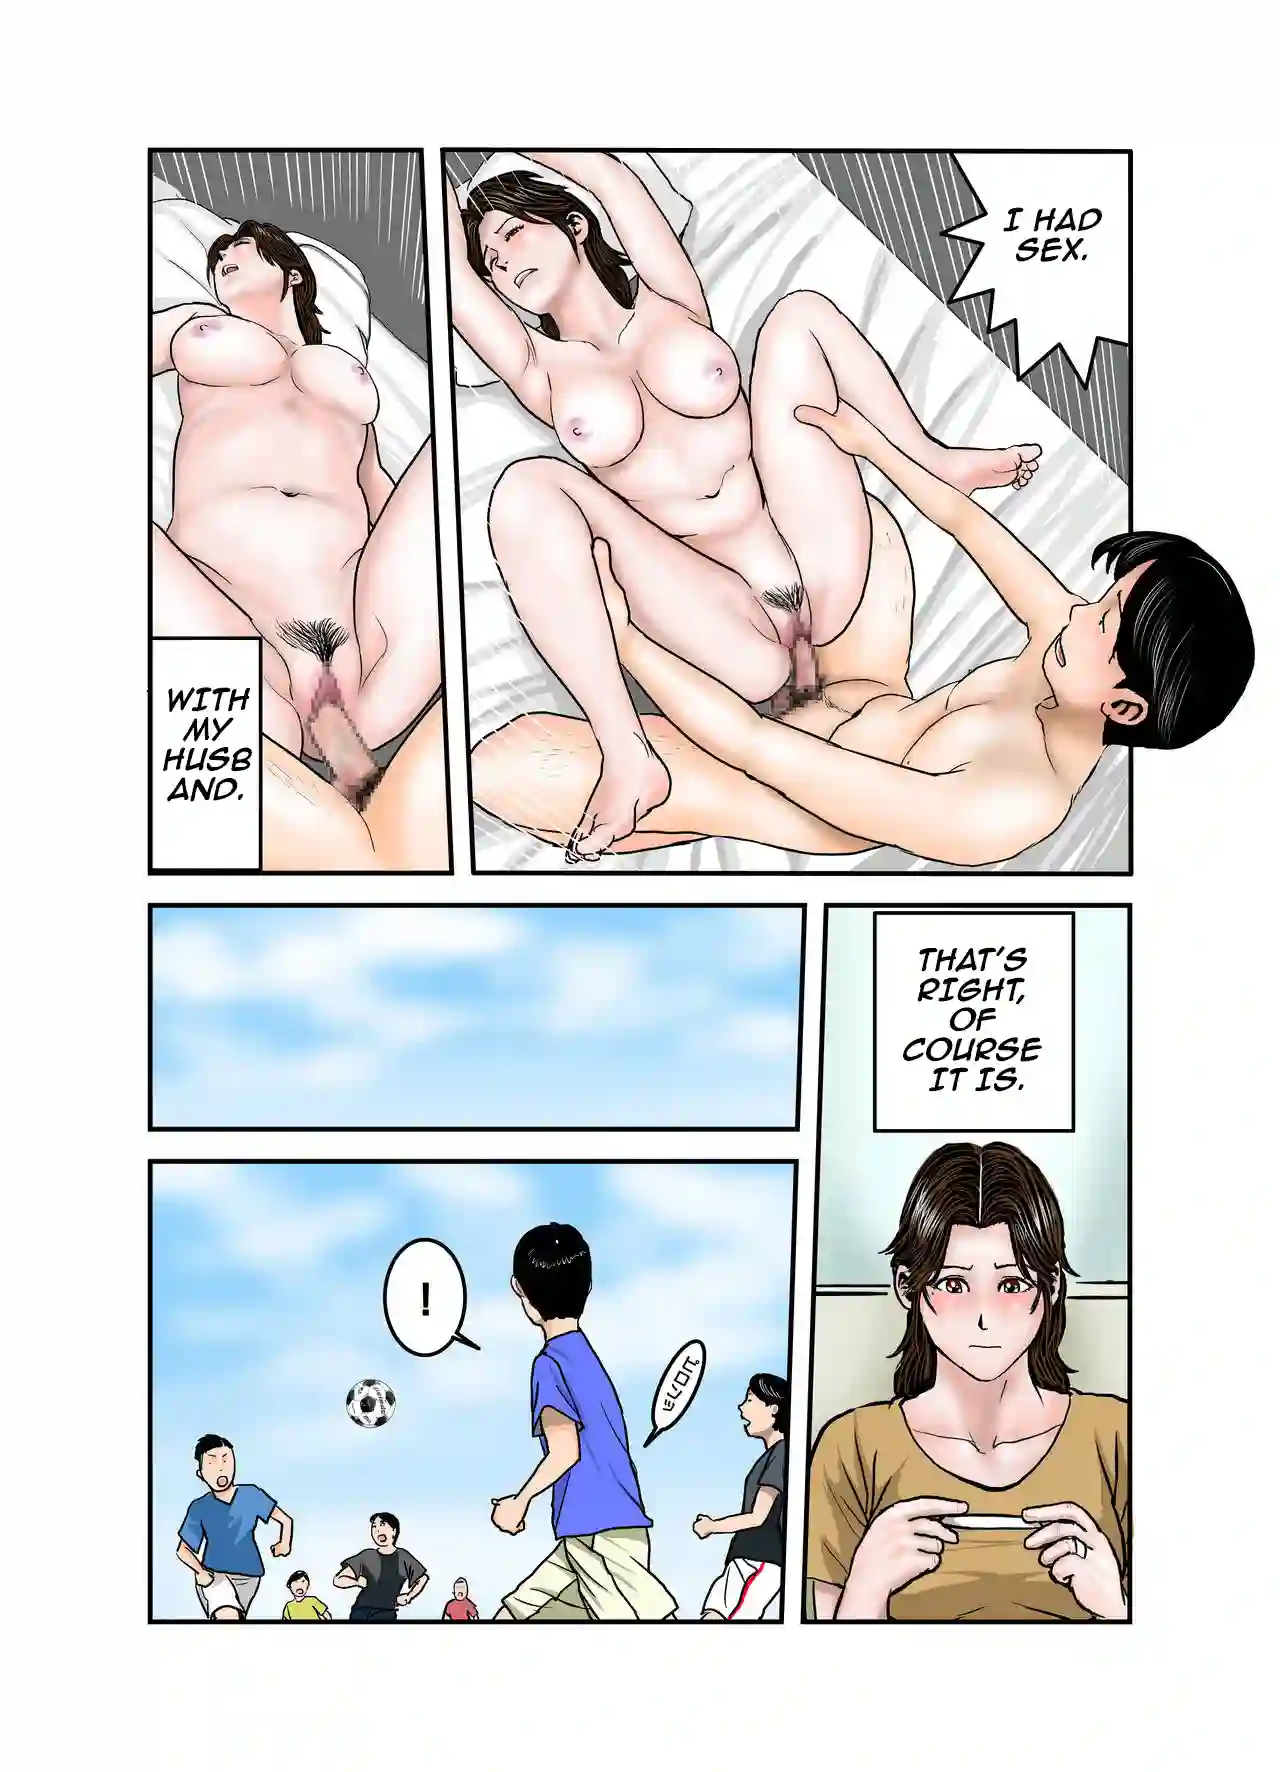 I HAD
SEX.
WITH
MY
HUSB
AND.
THAT'S
RIGHT,
OF
COURSE
IT IS.
!